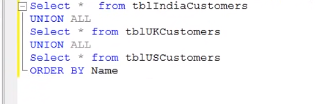 Select *  from tblIndiaCustomers
UNION ALL
Select * from tblUKCustomers
UNION ALL
Select * from tblUSCustomers
ORDER BY Name